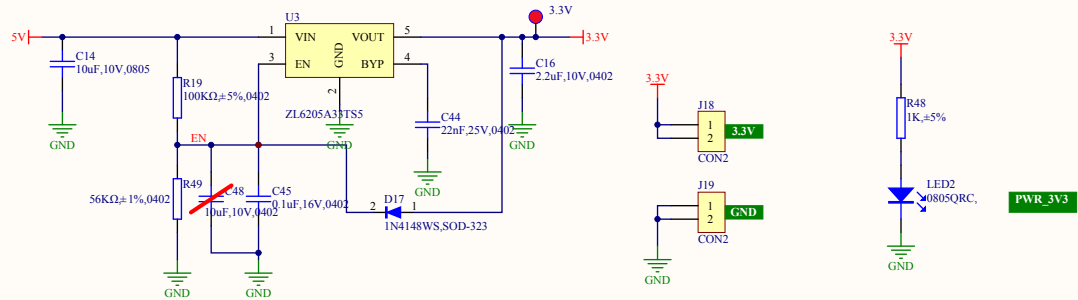 5V
C14
10uF,10V,0805
GND
R19
100KΩ,±5%,0402
EN
R49
56KΩ±1%,0402
GND
C48
10uF,10V,0402
C45
0.1uF,16V,0402
GND
U3
1
VIN
3
EN
GND
2
VOUT
5
BYP
4
ZL6205A33TS5
GND
C44
22nF,25V,0402
GND
D17
2
1
1N4148WS,SOD-323
3.3V
3.3V
C16
2.2uF,10V,0402
GND
3.3V
J18
1
2
3.3V
CON2
J19
1
2
GND
CON2
GND
3.3V
R48
1K,±5%
LED2
0805QRC,
GND
PWR_3V3